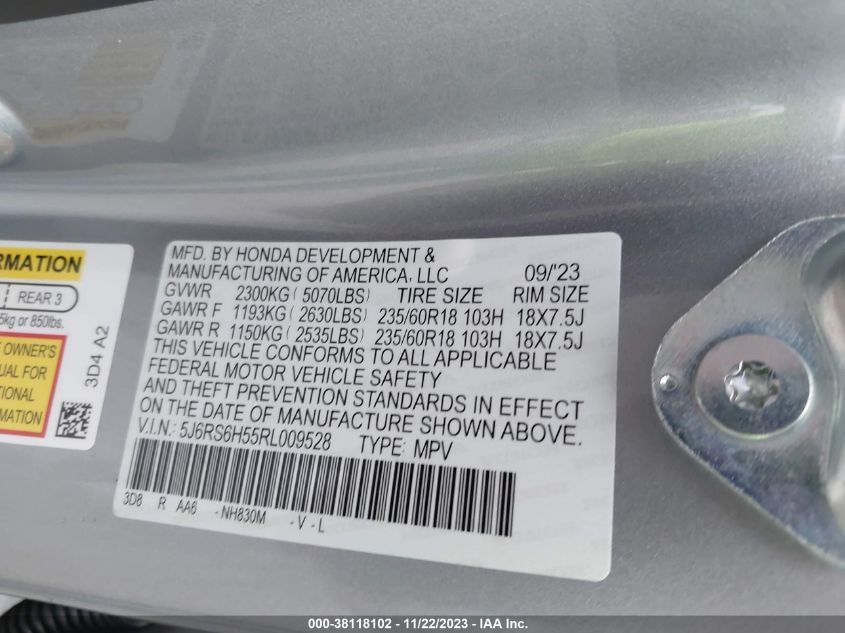 RMATION
REAR 3
5kg or 850lbs.
E OWNER'S
UAL FOR
TIONAL
RMATION
3D4 A2
MFD. BY HONDA DEVELOPMENT &
MANUFACTURING OF AMERICA, LLC 09/'23
GVWR 2300KG ( 5070LBS) TIRE SIZE RIM SIZE
GAWR F 1193KG ( 2630LBS) 235/60R18 103H 18X7.5J
GAWR R 1150KG ( 2535LBS) 235/60R18 103H 18X7.5J
THIS VEHICLE CONFORMS TO ALL APPLICABLE
FEDERAL MOTOR VEHICLE SAFETY
AND THEFT PREVENTION STANDARDS IN EFFECT
ON THE DATE OF MANUFACTURE SHOWN ABOVE.
V.I.N.: 5J6RS6H55RL009528 TYPE: MPV
3D8 R AA6 -NH830M -V-L
000-38118102 - 11/22/2023 - IAA Inc.